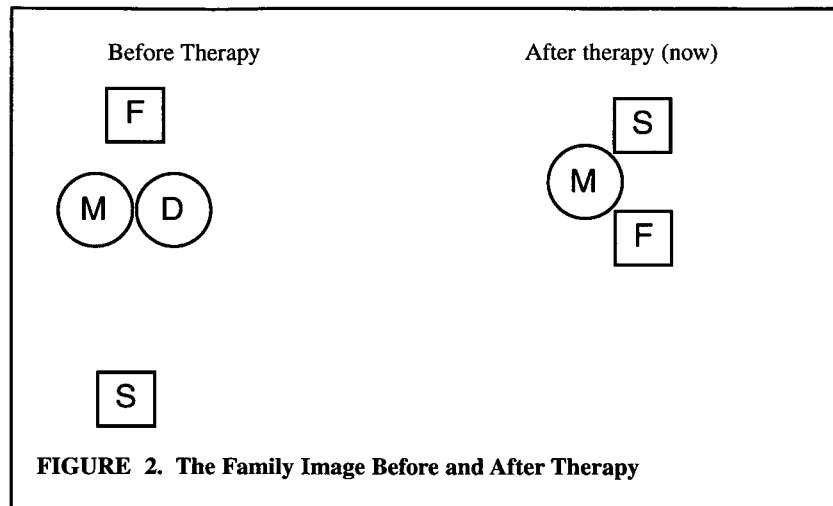 Before Therapy
After therapy (now)
F
S
M D
M
F
S
FIGURE 2. The Family Image Before and After Therapy